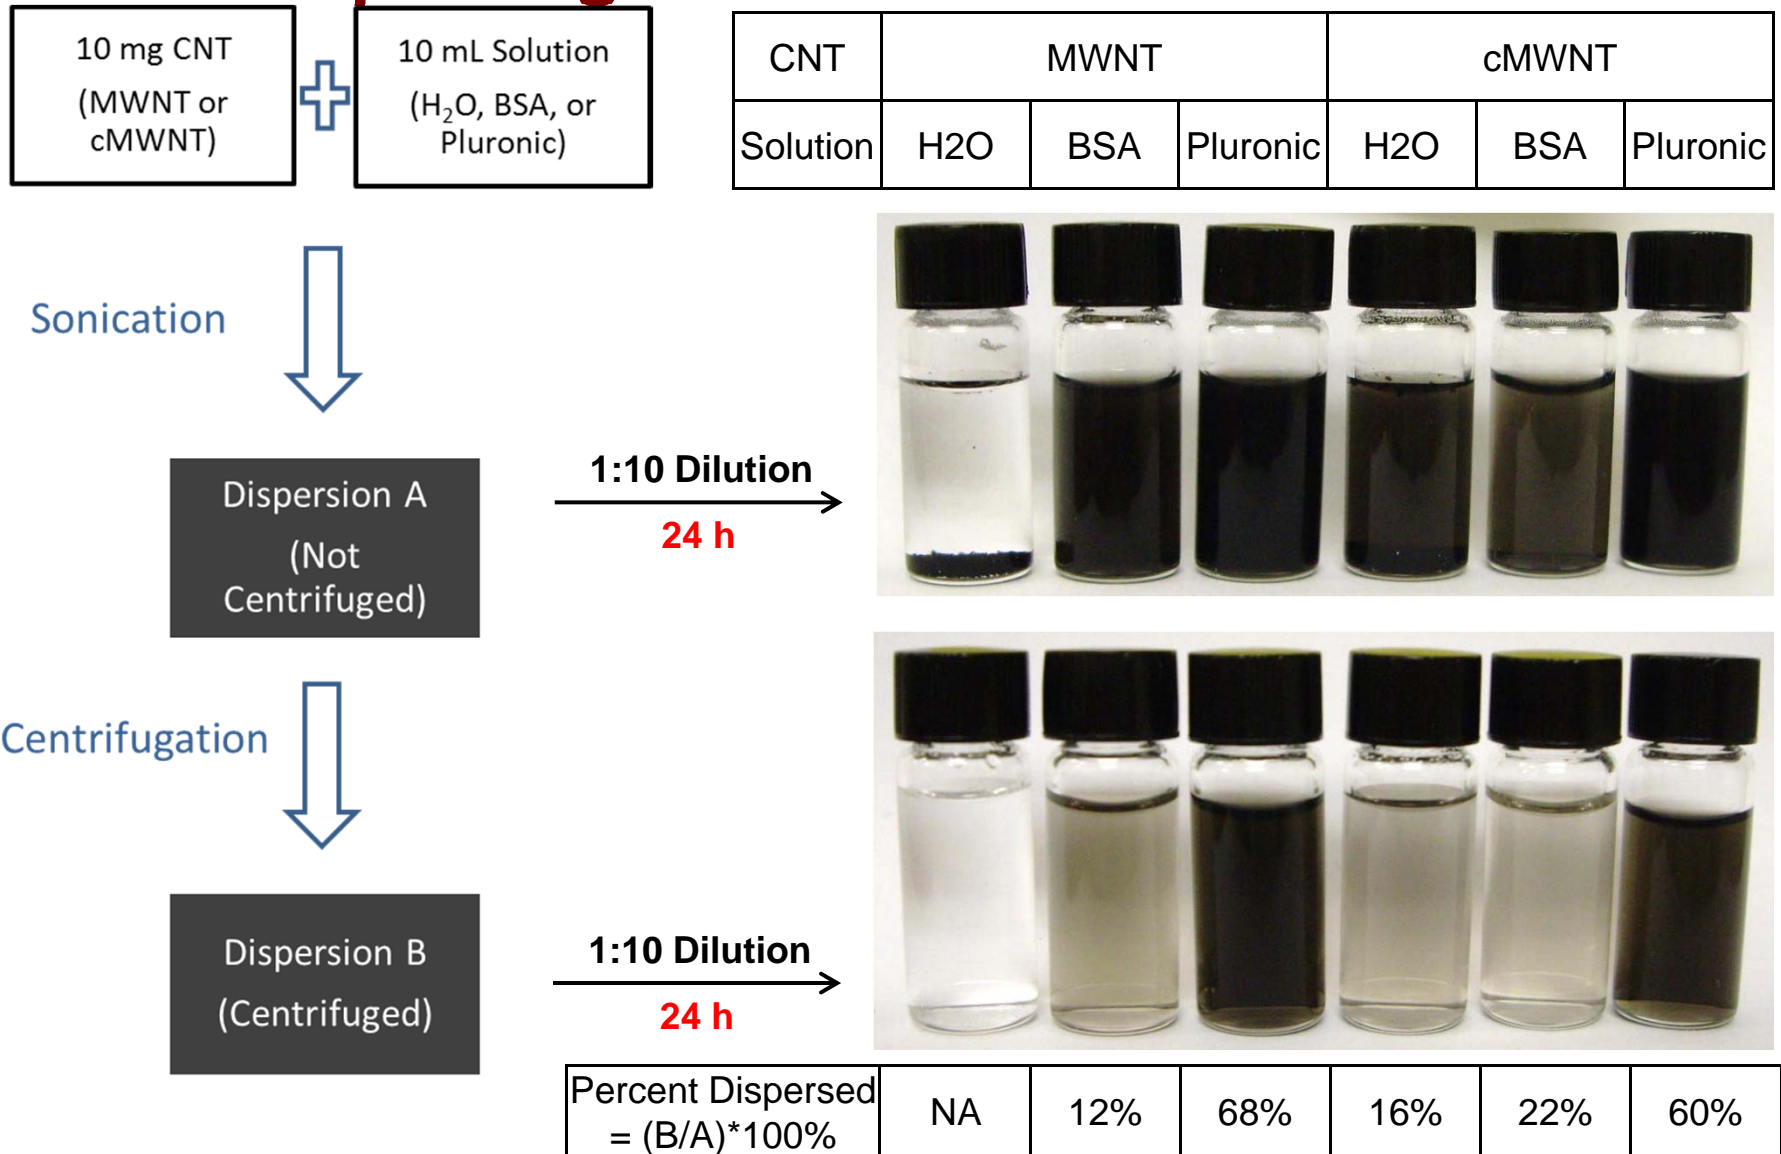 10 mg CNT
(MWNT or
cMWNT)
10 mL Solution
(H₂O, BSA, or
Pluronic)
CNT MWNT cMWNT
Solution H2O BSA Pluronic H2O BSA Pluronic
Sonication
Dispersion A
(Not
Centrifuged)
1:10 Dilution
24 h
Centrifugation
Dispersion B
(Centrifuged)
1:10 Dilution
24 h
Percent Dispersed
= (B/A)*100%
NA 12% 68% 16% 22% 60%